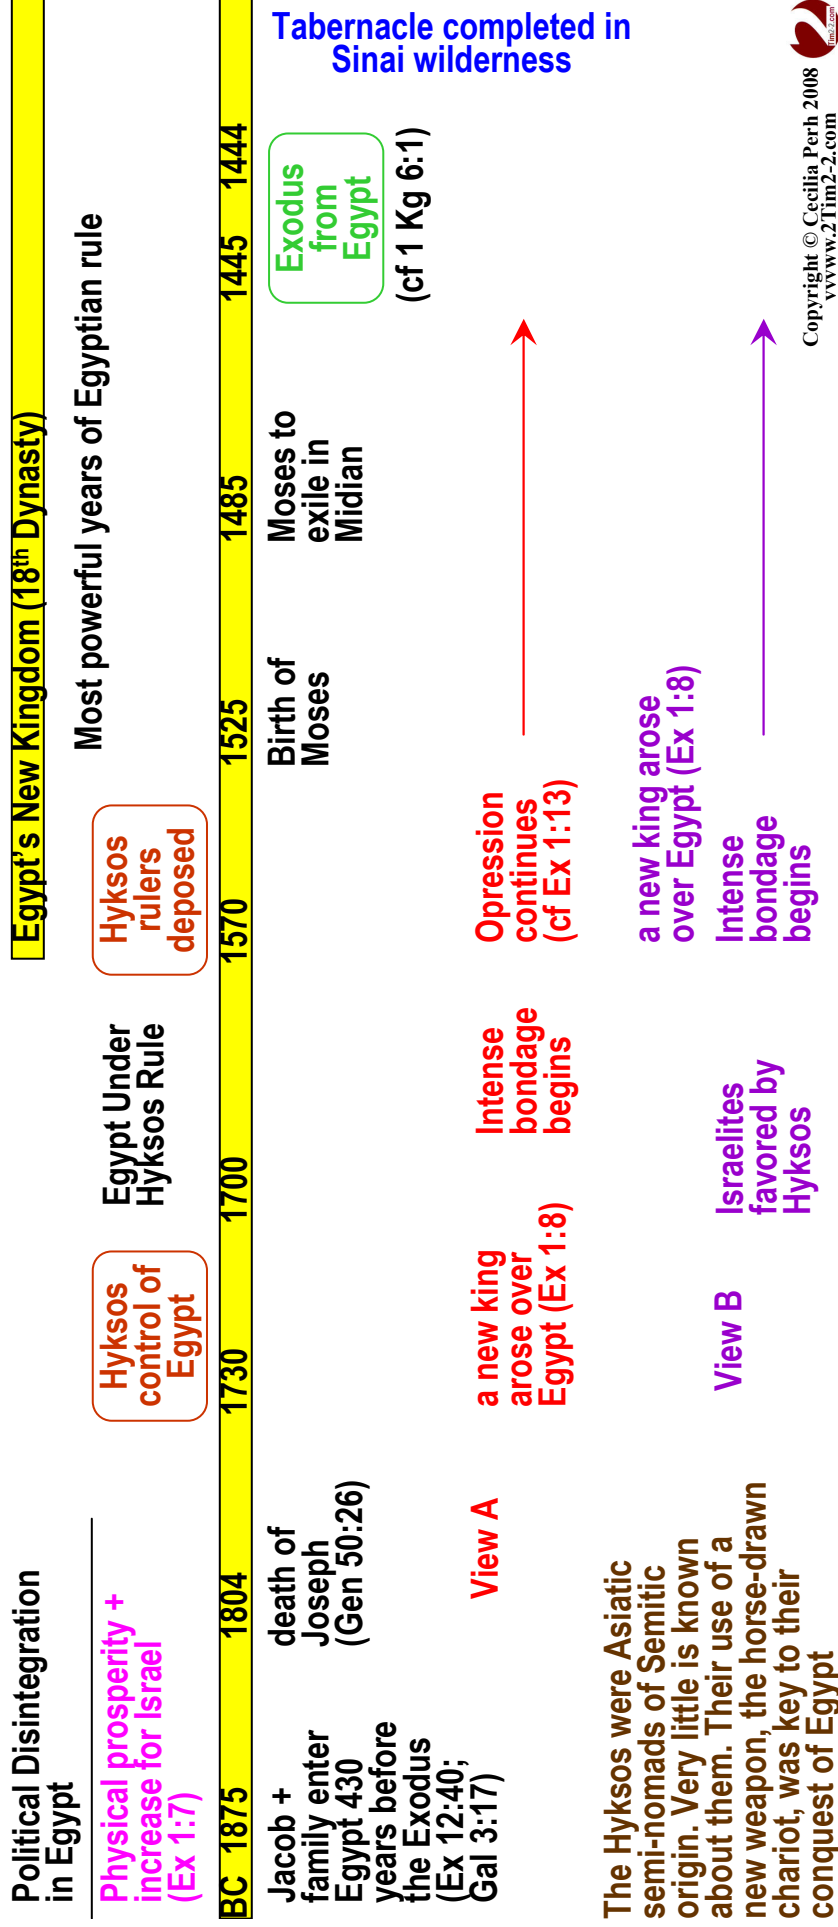 Political Disintegration
in Egypt
Egypt's New Kingdom (18th Dynasty)
Physical prosperity +
increase for Israel
(Ex 1:7)
Hyksos
control of
Egypt
Egypt Under
Hyksos Rule
Hyksos
rulers
deposed
Most powerful years of Egyptian rule
BC 1875 1804 1730 1700 1570 1525 1485 1445 1444
Jacob +
family enter
Egypt 430
years before
the Exodus
(Ex 12:40;
Gal 3:17)
death of
Joseph
(Gen 50:26)
Birth of
Moses
Moses to
exile in
Midian
Exodus
from
Egypt
(cf 1 Kg 6:1)
Tabernacle completed in
Sinai wilderness
View A
a new king
arose over
Egypt (Ex 1:8)
Intense
bondage
begins
Opression
continues
(cf Ex 1:13)
The Hyksos were Asiatic
semi-nomads of Semitic
origin. Very little is known
about them. Their use of a
new weapon, the horse-drawn
chariot, was key to their
conquest of Egypt
View B
Israelites
favored by
Hyksos
a new king arose
over Egypt (Ex 1:8)
Intense
bondage
begins
Copyright © Cecilia Perh 2008
www.2Tim2-2.com
2
Tim2-2.com